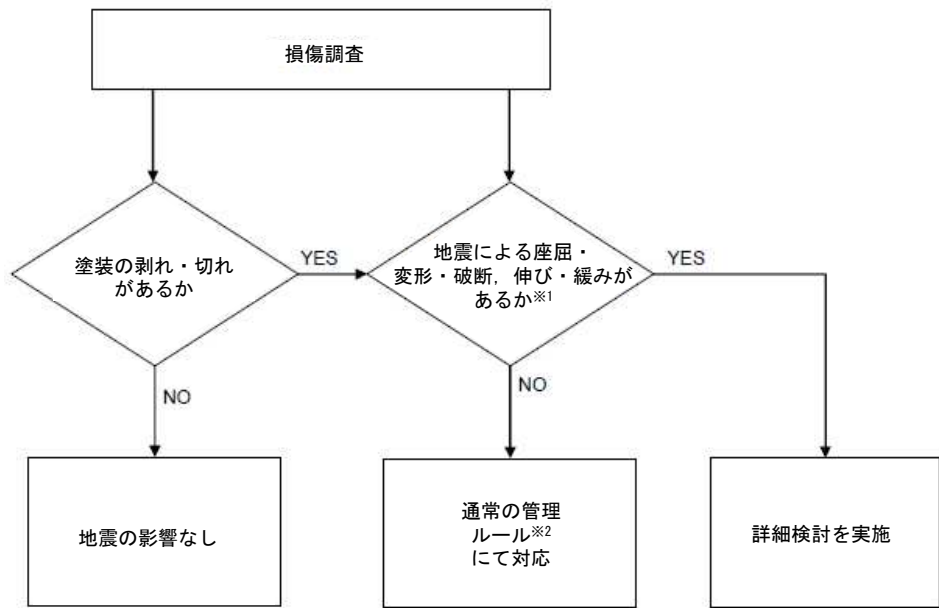 損傷調査
塗装の剥れ・切れ
があるか
YES
地震による座屈・
変形・破断，伸び・緩みが
あるか※1
YES
NO
NO
地震の影響なし
通常の管理
ルール※2
にて対応
詳細検討を実施